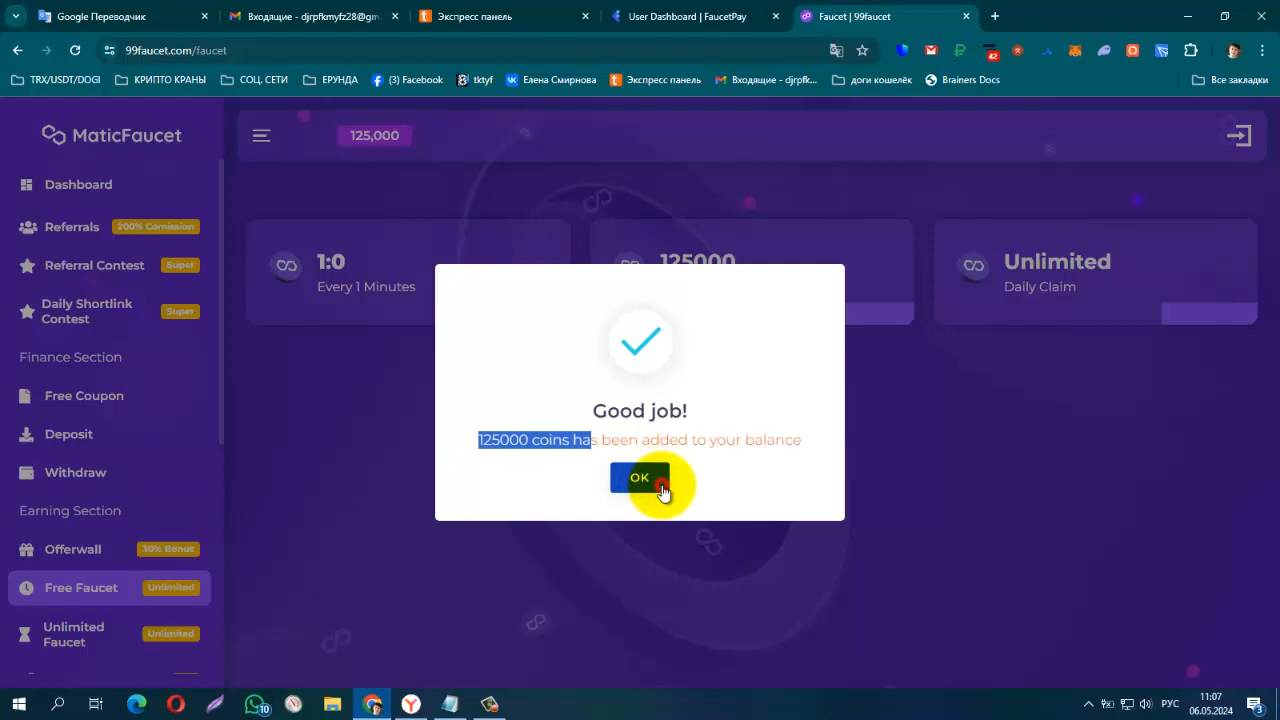 Google Переводчик
Входящие - djrpfkmyfz28@gm
Экспресс панель
User Dashboard | FaucetPay
Faucet | 99faucet
99faucet.com/faucet
42
TRX/USDT/DOGI
КРИПТО КРАНЫ
СОЦ. СЕТИ
ЕРУНДА
(3) Facebook
tktyf
Елена Смирнова
Экспресс панель
Входящие - djrpfk...
доги кошелёк
Brainers Docs
Все закладки
MaticFaucet
125,000
Dashboard
Referrals
200% Comission
Referral Contest
Super
Daily Shortlink
Contest
Super
Finance Section
Free Coupon
Deposit
Withdraw
Earning Section
Offerwall
30% Bonus
Free Faucet
Unlimited
Unlimited
Faucet
Unlimited
1:0
Every 1 Minutes
125000
Unlimited
Daily Claim
Good job!
125000 coins has been added to your balance
OK
10
РУС
11:07
06.05.2024
3